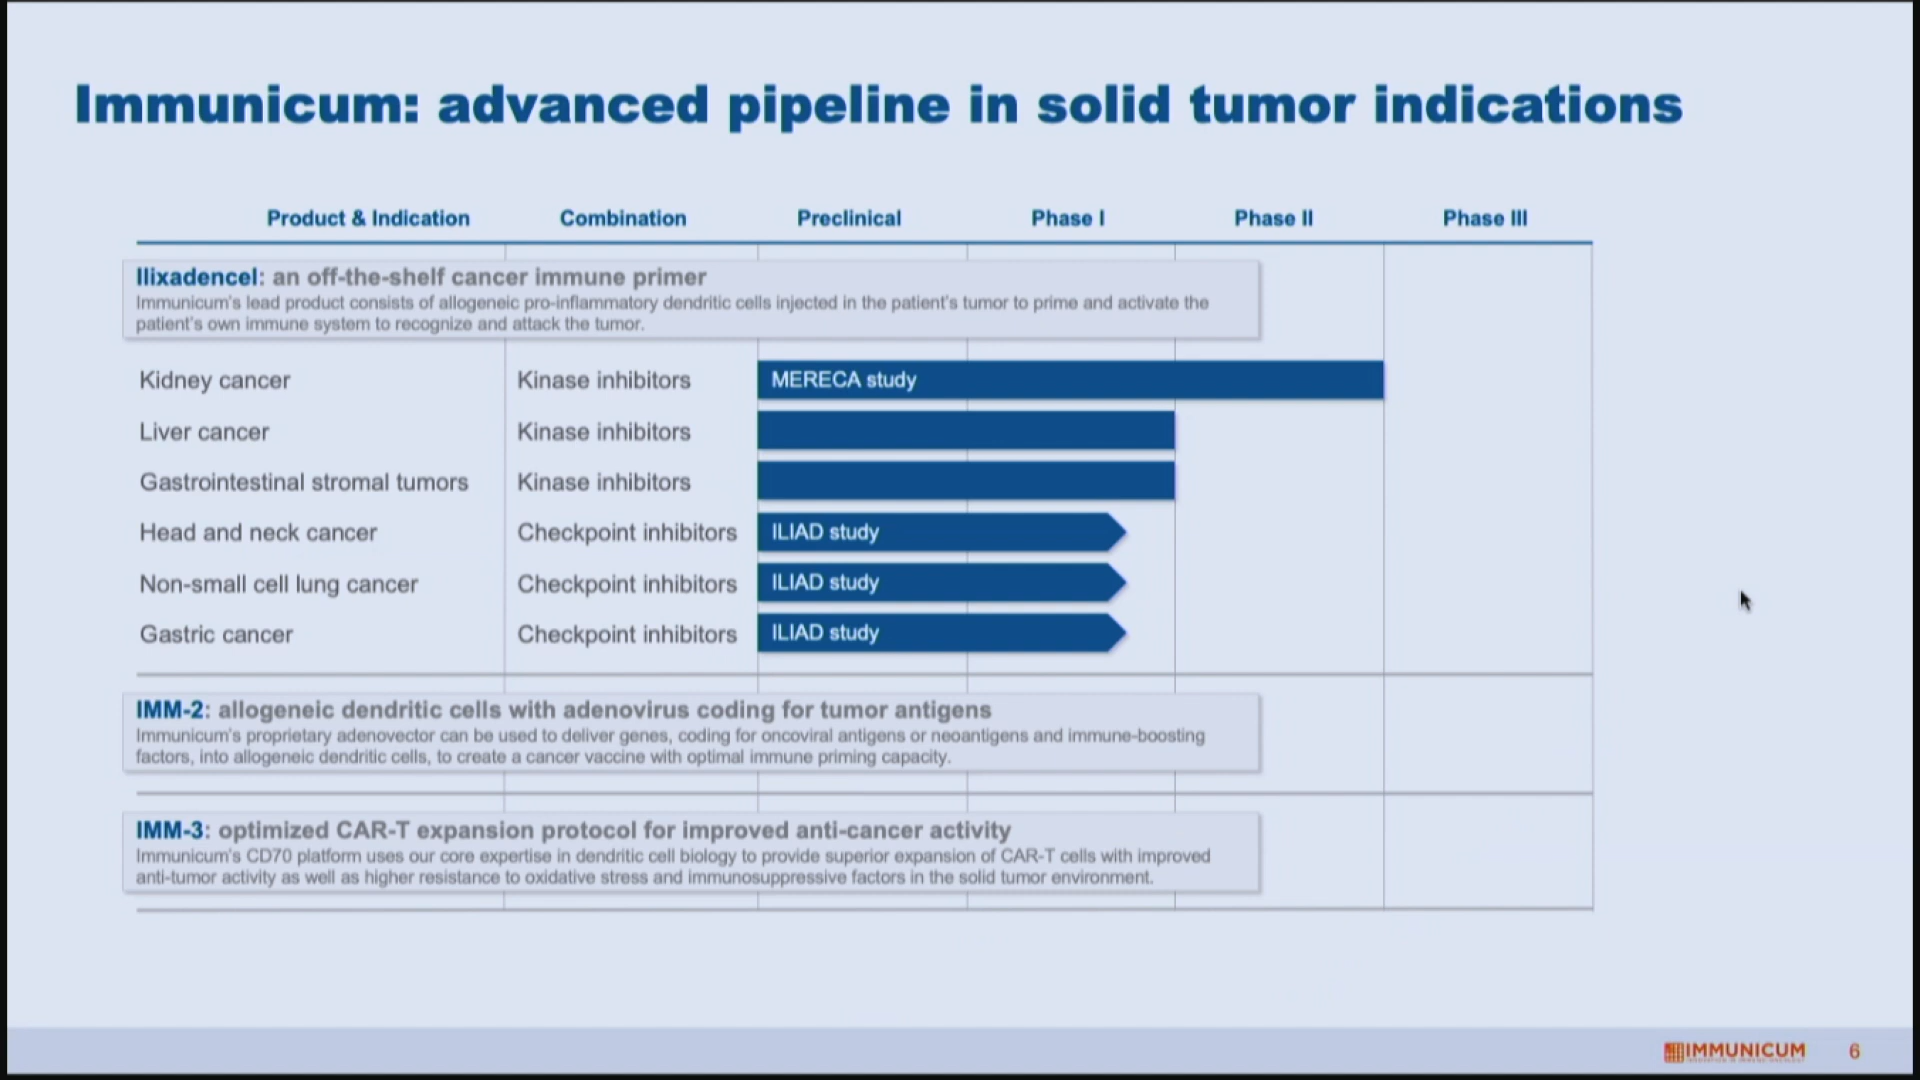 Immunicum: advanced pipeline in solid tumor indications
Product & Indication Combination Preclinical Phase I Phase II Phase III
Ilixadencel: an off-the-shelf cancer immune primer
Immunicum's lead product consists of allogeneic pro-inflammatory dendritic cells injected in the patient's tumor to prime and activate the
patient's own immune system to recognize and attack the tumor.
Kidney cancer Kinase inhibitors MERECA study
Liver cancer Kinase inhibitors
Gastrointestinal stromal tumors Kinase inhibitors
Head and neck cancer Checkpoint inhibitors ILIAD study
Non-small cell lung cancer Checkpoint inhibitors ILIAD study
Gastric cancer Checkpoint inhibitors ILIAD study
IMM-2: allogeneic dendritic cells with adenovirus coding for tumor antigens
Immunicum's proprietary adenovector can be used to deliver genes, coding for oncoviral antigens or neoantigens and immune-boosting
factors, into allogeneic dendritic cells, to create a cancer vaccine with optimal immune priming capacity.
IMM-3: optimized CAR-T expansion protocol for improved anti-cancer activity
Immunicum's CD70 platform uses our core expertise in dendritic cell biology to provide superior expansion of CAR-T cells with improved
anti-tumor activity as well as higher resistance to oxidative stress and immunosuppressive factors in the solid tumor environment.
IMMUNICUM 6